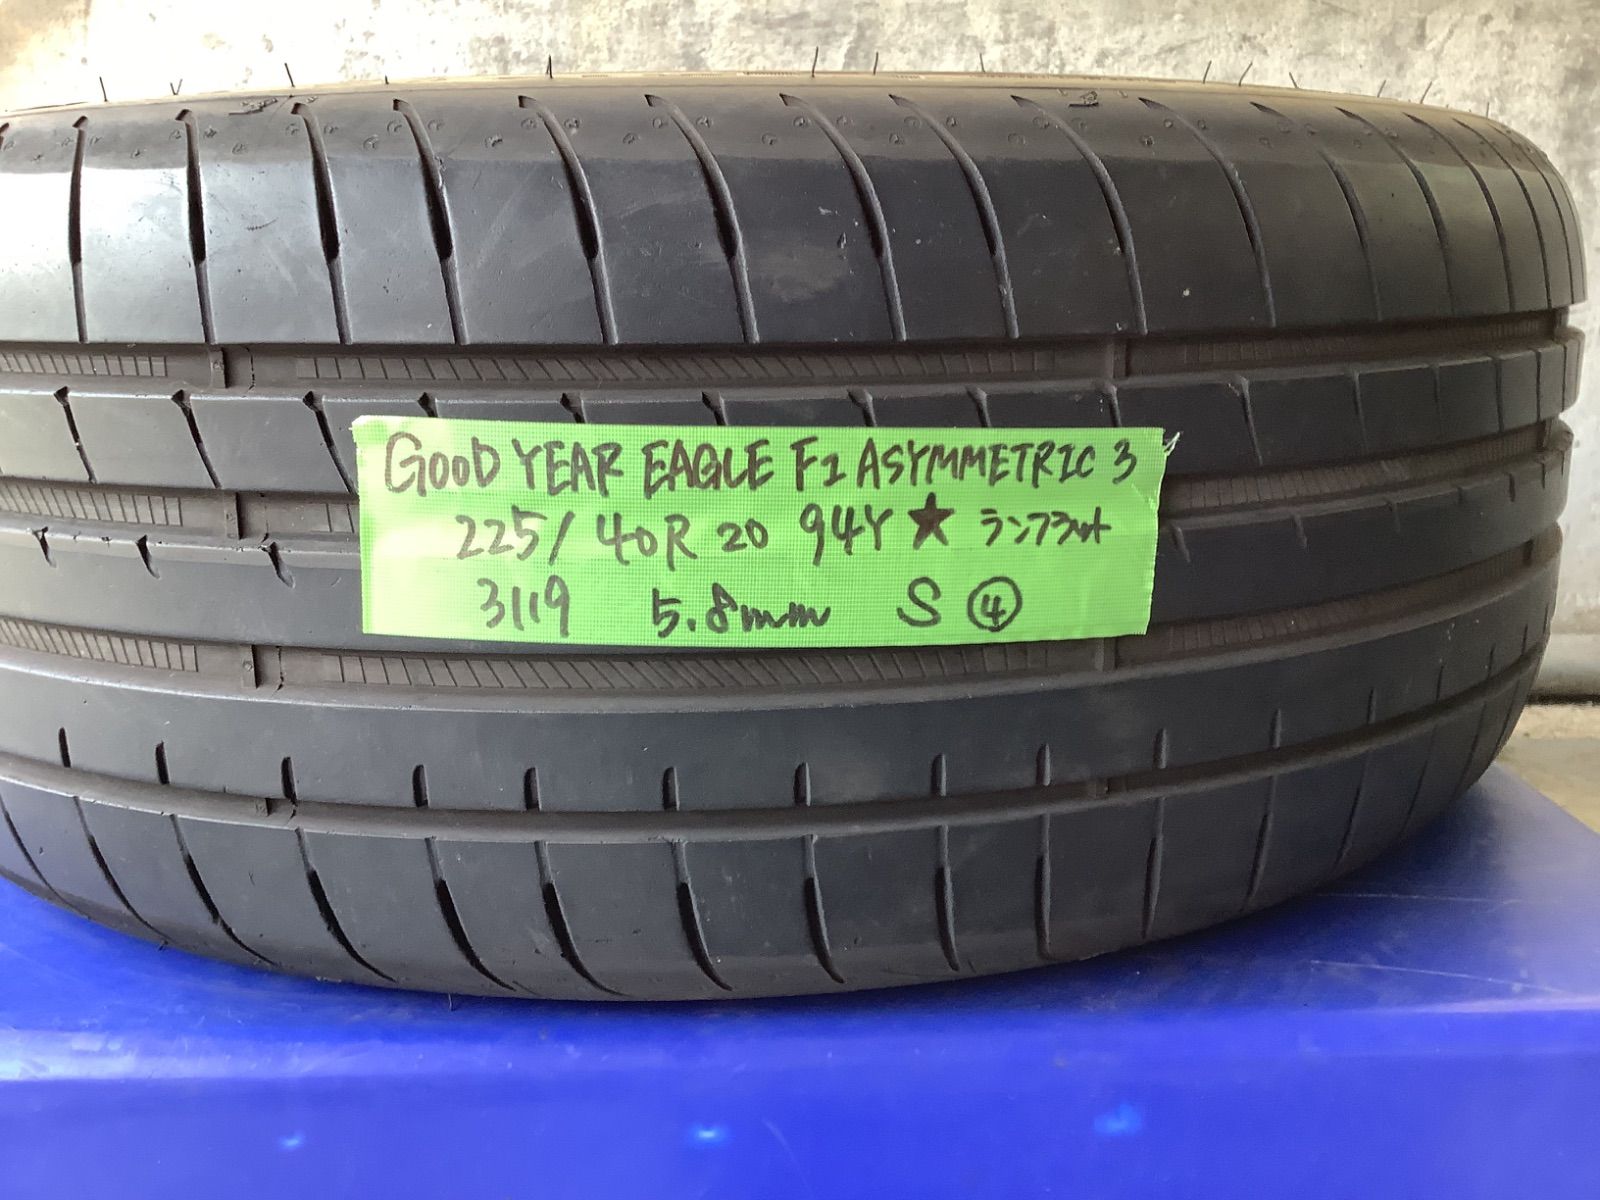 GOOD YEAR EAGLE F1 ASYMMETRIC 3
225/40R 20 94Y ★ ランフラット
3119 5.8mm S ④